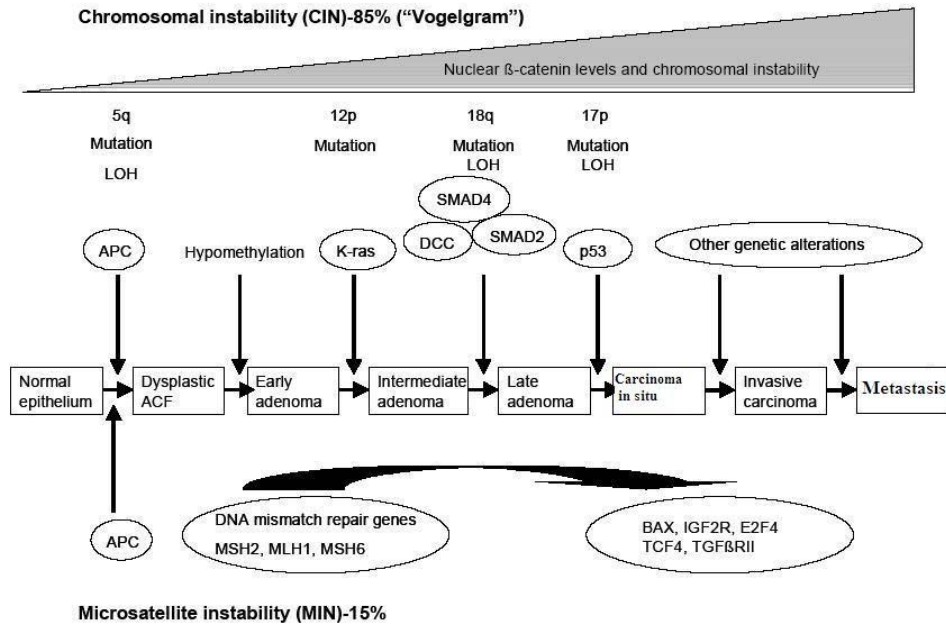 Chromosomal instability (CIN)-85% (“Vogelgram”)
Nuclear ß-catenin levels and chromosomal instability
5q
Mutation
LOH
12p
Mutation
18q
Mutation
LOH
17p
Mutation
LOH
APC
Hypomethylation
K-ras
SMAD4
DCC
SMAD2
p53
Other genetic alterations
Normal
epithelium
Dysplastic
ACF
Early
adenoma
Intermediate
adenoma
Late
adenoma
Carcinoma
in situ
Invasive
carcinoma
Metastasis
APC
DNA mismatch repair genes
MSH2, MLH1, MSH6
BAX, IGF2R, E2F4
TCF4, TGFßRII
Microsatellite instability (MIN)-15%